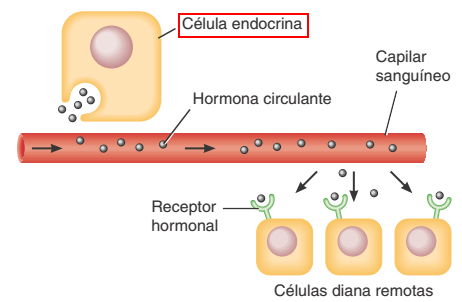 Célula endocrina
Capilar
sanguíneo
Hormona circulante
Receptor
hormonal
Células diana remotas